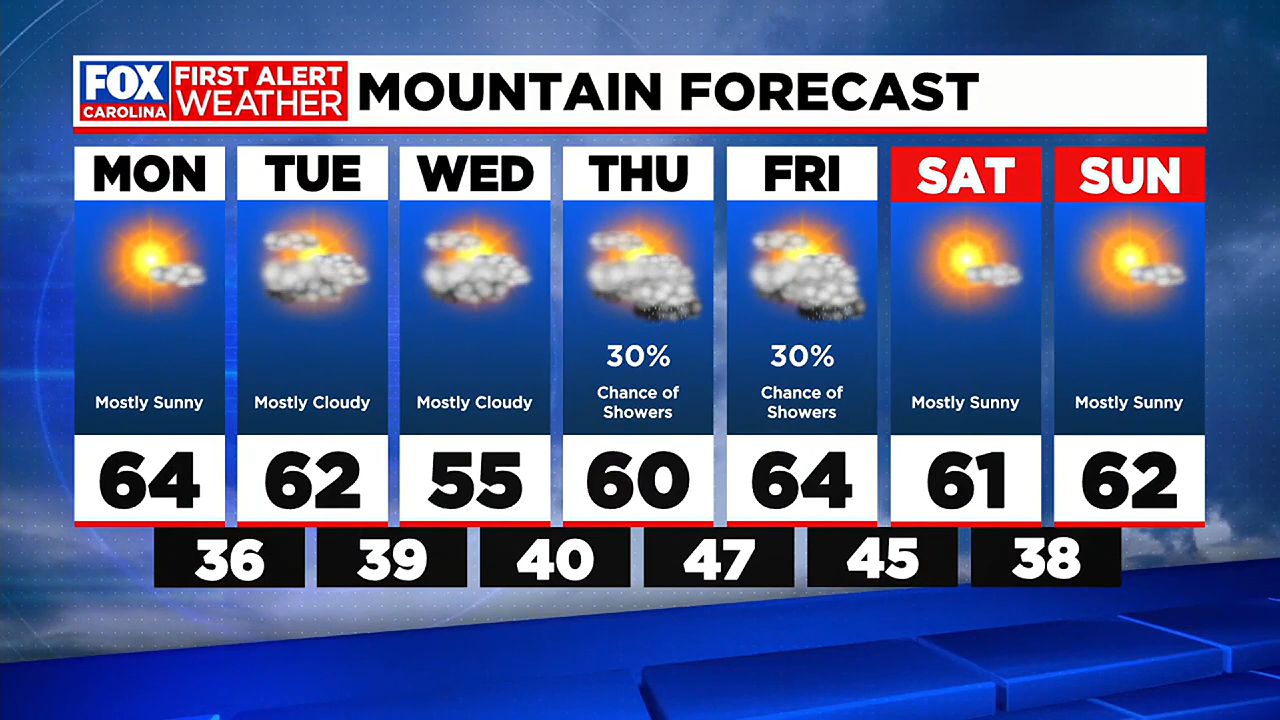 FOX CAROLINA FIRST ALERT WEATHER MOUNTAIN FORECAST
MON TUE WED THU FRI SAT SUN
30% 30%
Mostly Sunny Mostly Cloudy Mostly Cloudy Chance of Showers Chance of Showers Mostly Sunny Mostly Sunny
64 62 55 60 64 61 62
36 39 40 47 45 38